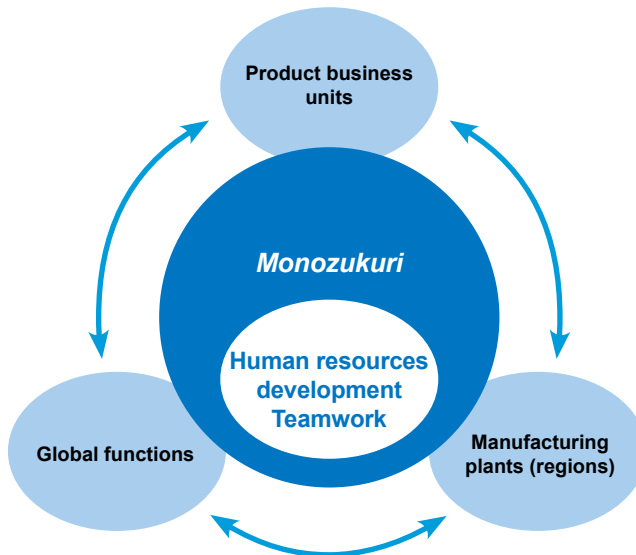 Product business
units
Monozukuri
Human resources
development
Teamwork
Global functions
Manufacturing
plants (regions)